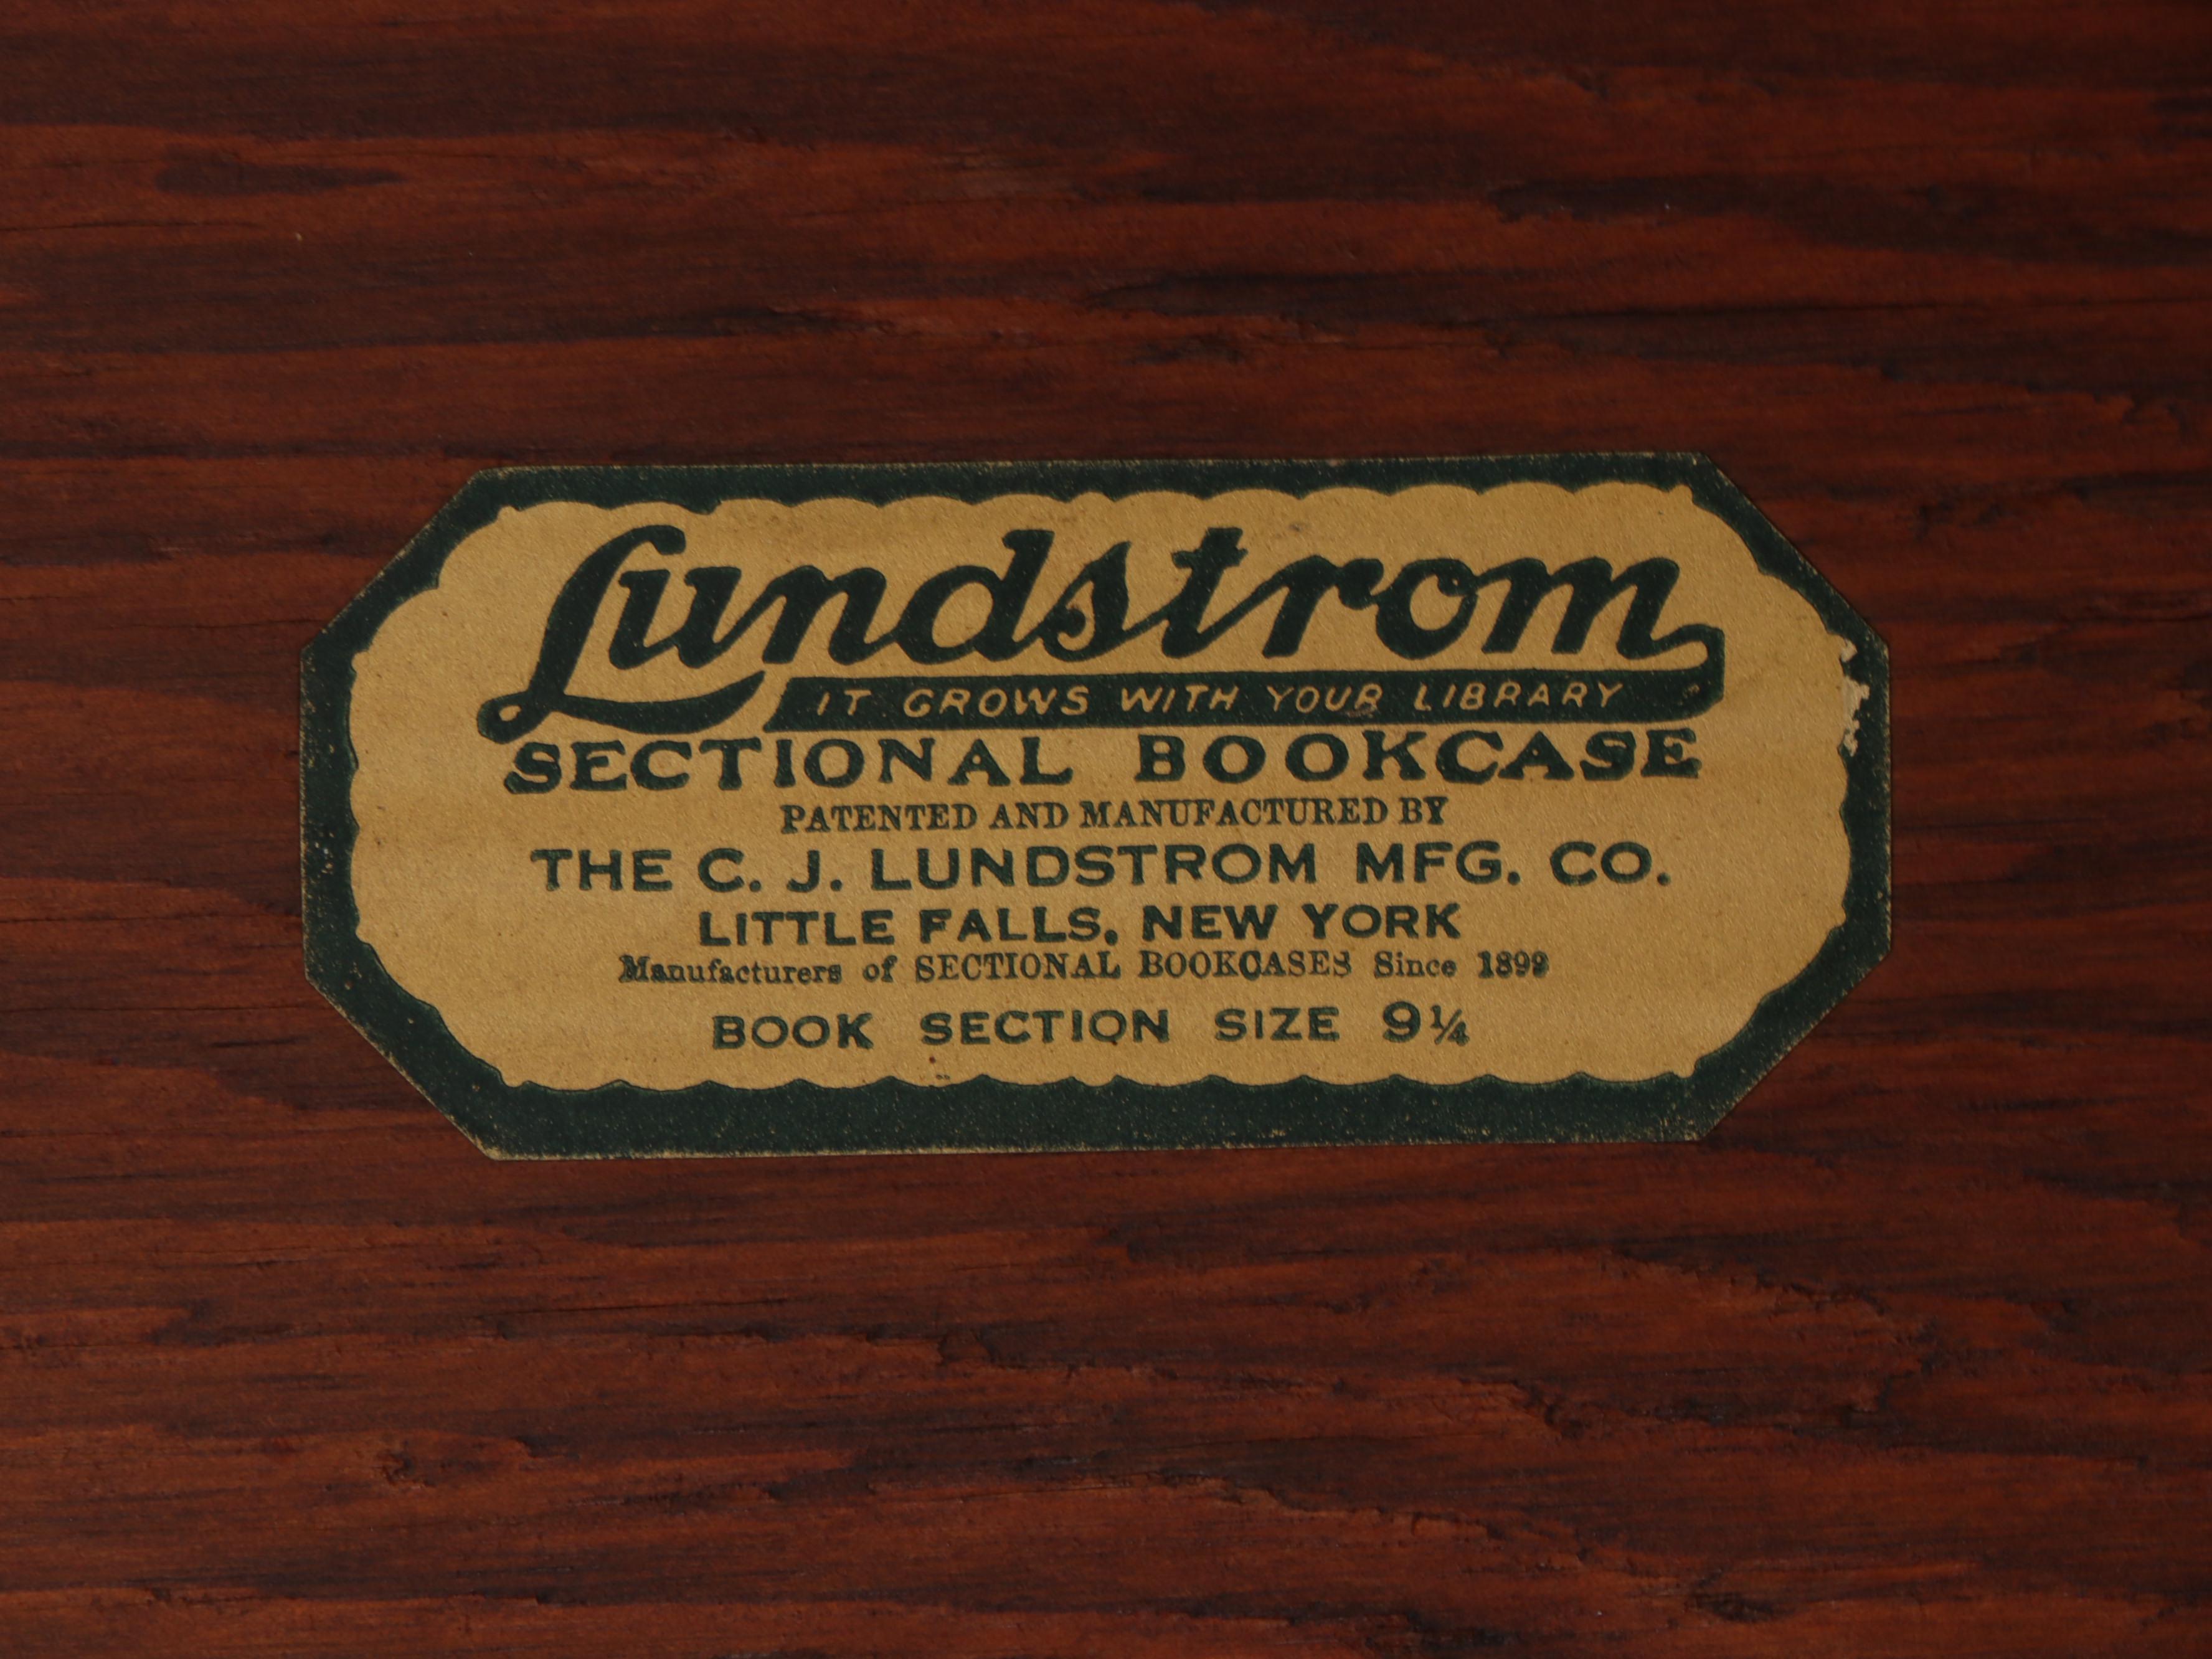 Lundstrom
IT GROWS WITH YOUR LIBRARY
SECTIONAL BOOKCASE
PATENTED AND MANUFACTURED BY
THE C. J. LUNDSTROM MFG. CO.
LITTLE FALLS, NEW YORK
Manufacturers of SECTIONAL BOOKCASES Since 1899
BOOK SECTION SIZE 9¼